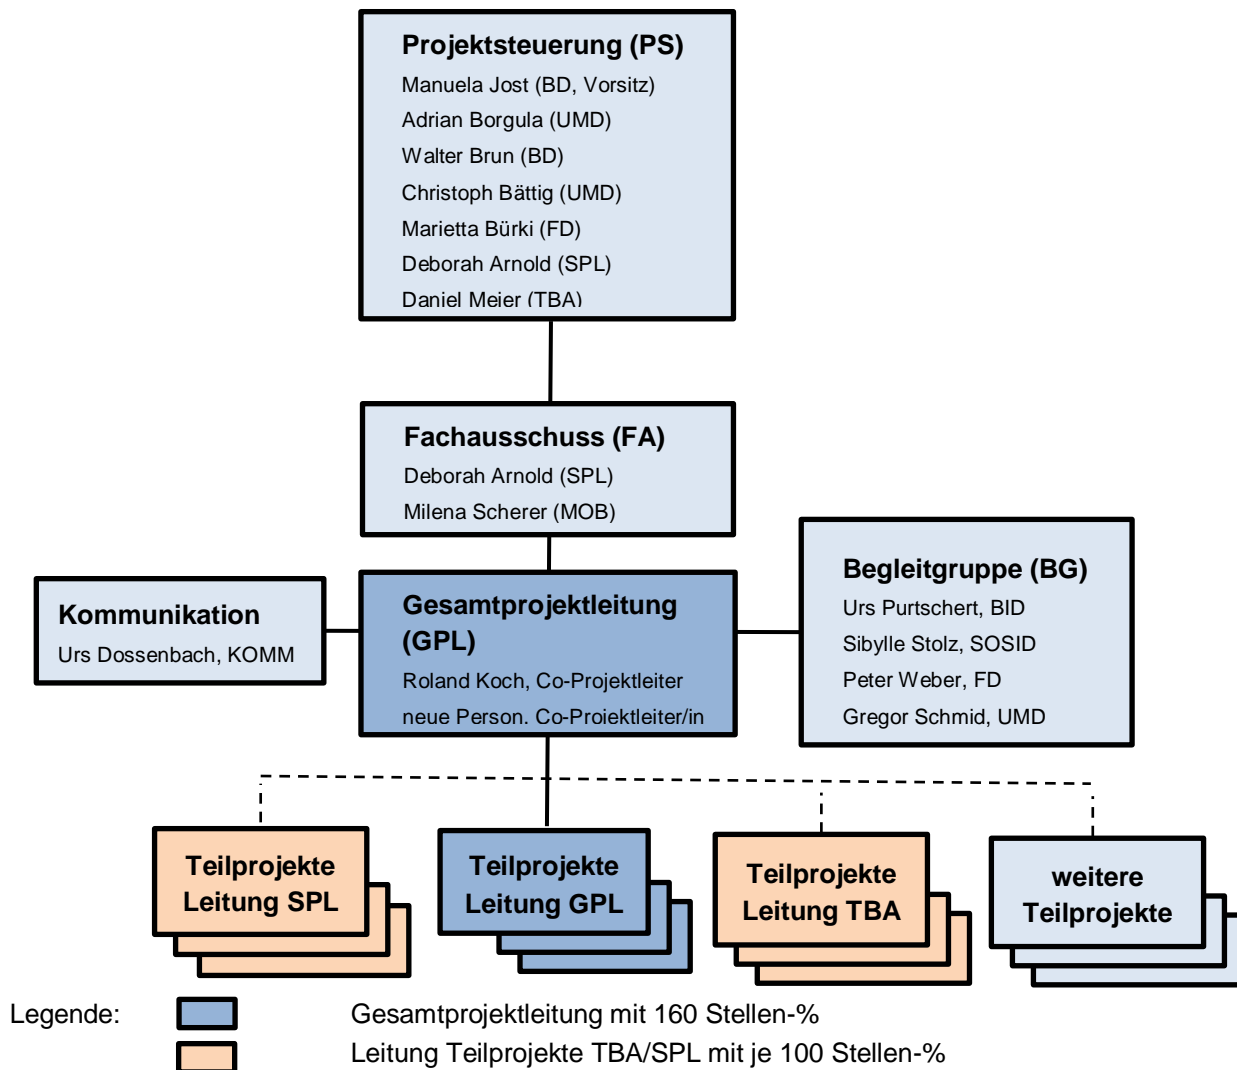 Projektsteuerung (PS)
Manuela Jost (BD, Vorsitz)
Adrian Borgula (UMD)
Walter Brun (BD)
Christoph Bättig (UMD)
Marietta Bürki (FD)
Deborah Arnold (SPL)
Daniel Meier (TBA)
Fachausschuss (FA)
Deborah Arnold (SPL)
Milena Scherer (MOB)
Kommunikation
Urs Dossenbach, KOMM
Gesamtprojektleitung
(GPL)
Roland Koch, Co-Projektleiter
neue Person. Co-Projektleiter/in
Begleitgruppe (BG)
Urs Purtschert, BID
Sibylle Stolz, SOSID
Peter Weber, FD
Gregor Schmid, UMD
Teilprojekte
Leitung SPL
Teilprojekte
Leitung GPL
Teilprojekte
Leitung TBA
weitere
Teilprojekte
Legende:
Gesamtprojektleitung mit 160 Stellen-%
Leitung Teilprojekte TBA/SPL mit je 100 Stellen-%